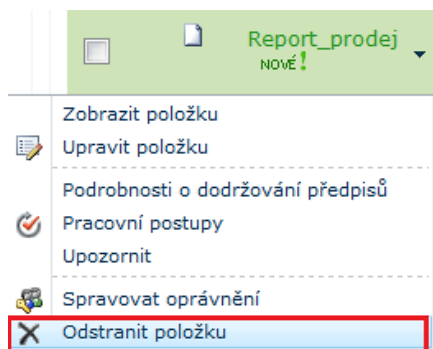 Report_prodej
NOVÉ!
Zobrazit položku
Upravit položku
Podrobnosti o dodržování předpisů
Pracovní postupy
Upozornit
Spravovat oprávnění
Odstranit položku